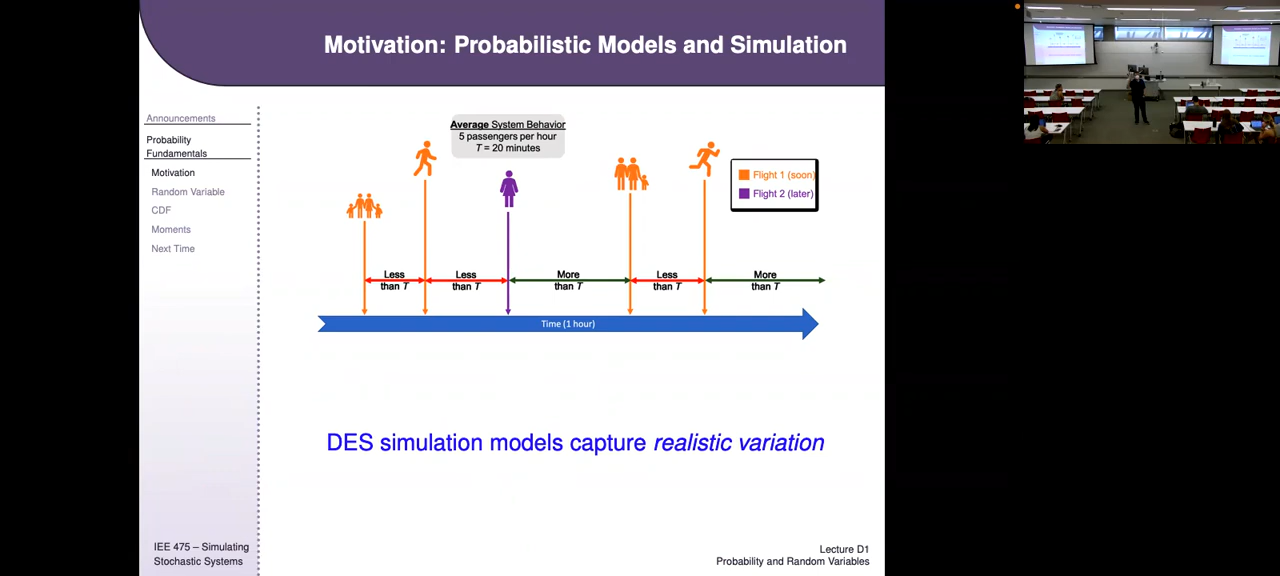 Motivation: Probabilistic Models and Simulation
Announcements
Probability
Fundamentals
Motivation
Random Variable
CDF
Moments
Next Time
Average System Behavior
5 passengers per hour
T = 20 minutes
Flight 1 (soon)
Flight 2 (later)
Less
than T
Less
than T
More
than T
Less
than T
More
than T
Time (1 hour)
DES simulation models capture realistic variation
IEE 475 – Simulating
Stochastic Systems
Lecture D1
Probability and Random Variables